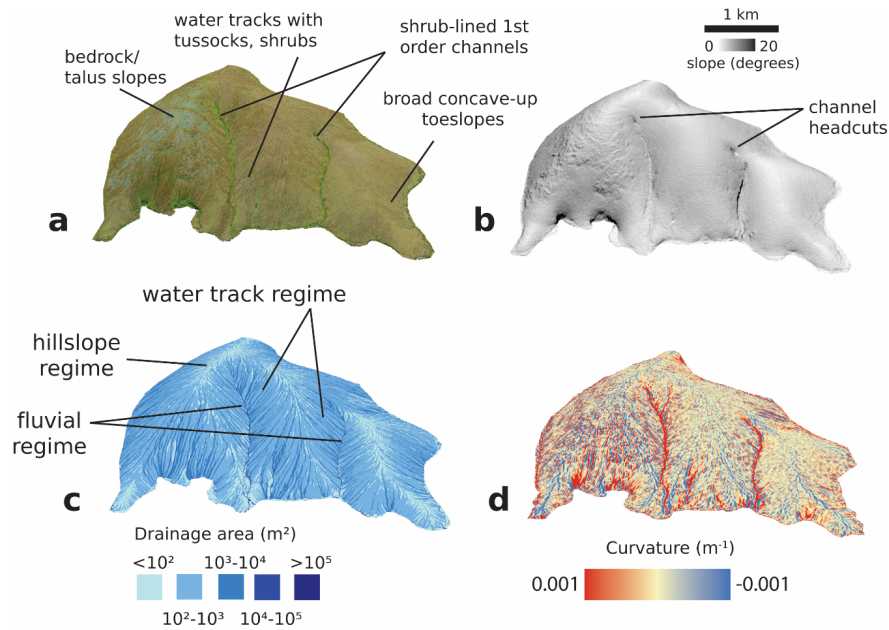 water tracks with
tussocks, shrubs
shrub-lined 1st
order channels
bedrock/
talus slopes
broad concave-up
toeslopes
a
1 km
0 20
slope (degrees)
channel
headcuts
b
water track regime
hillslope
regime
fluvial
regime
c
Drainage area (m²)
<10² 10³-10⁴ >10⁵
10²-10³ 10⁴-10⁵
d
Curvature (m⁻¹)
0.001 -0.001